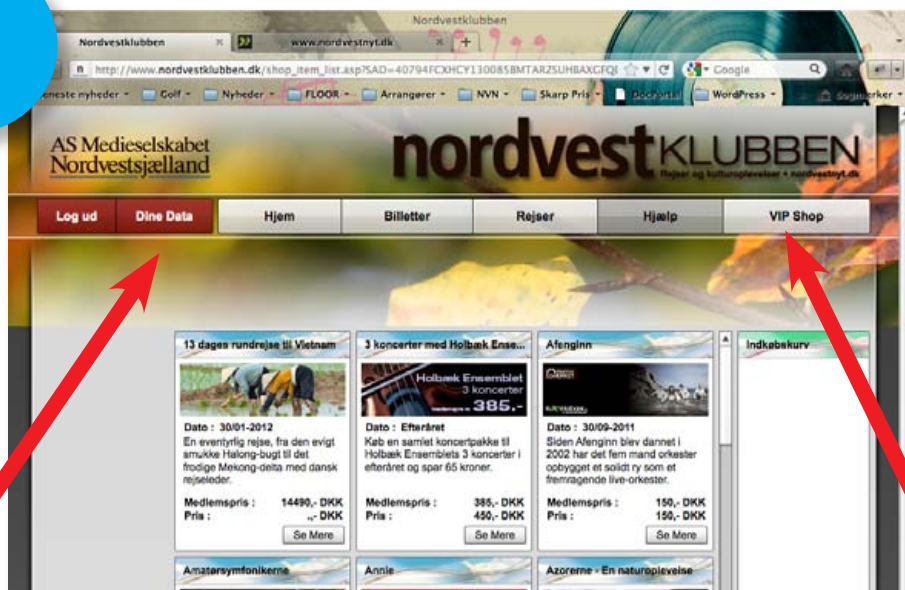 Nordvestklubben
Nordvestklubben
www.nordvestnyt.dk
http://www.nordvestklubben.dk/shop_item_list.asp?SAD=
Google
eneste nyheder
Golf
Nyheder
FLOOR
Arrangører
NVN
Skarp Pris
DocPortal
WordPress
Bogmærker
AS Medieselskabet
Nordvestsjælland
nordvestKLUBBEN
Rejser og kulturoplevelser • nordvestnyt.dk
Log ud
Dine Data
Hjem
Billetter
Rejser
Hjælp
VIP Shop
13 dages rundrejse til Vietnam
Dato : 30/01-2012
En eventyrlig rejse, fra den evigt
smukke Halong-bugt til det
frodige Mekong-delta med dansk
rejseleder.
Medlemspris : 14490,- DKK
Pris : .,- DKK
Se Mere
3 koncerter med Holbæk Ense...
Holbæk Ensemblet
3 koncerter
385.-
Dato : Efteråret
Køb en samlet koncertpakke til
Holbæk Ensemblets 3 koncerter i
efteråret og spar 65 kroner.
Medlemspris : 385,- DKK
Pris : 450,- DKK
Se Mere
Afenginn
Dato : 30/09-2011
Siden Afenginn blev dannet i
2002 har det fem mand orkester
opbygget et solidt ry som et
fremragende live-orkester.
Medlemspris : 150,- DKK
Pris : 150,- DKK
Se Mere
Indkøbskurv
Amatørsymfonikerne
Annie
Azorerne - En naturoplevelse